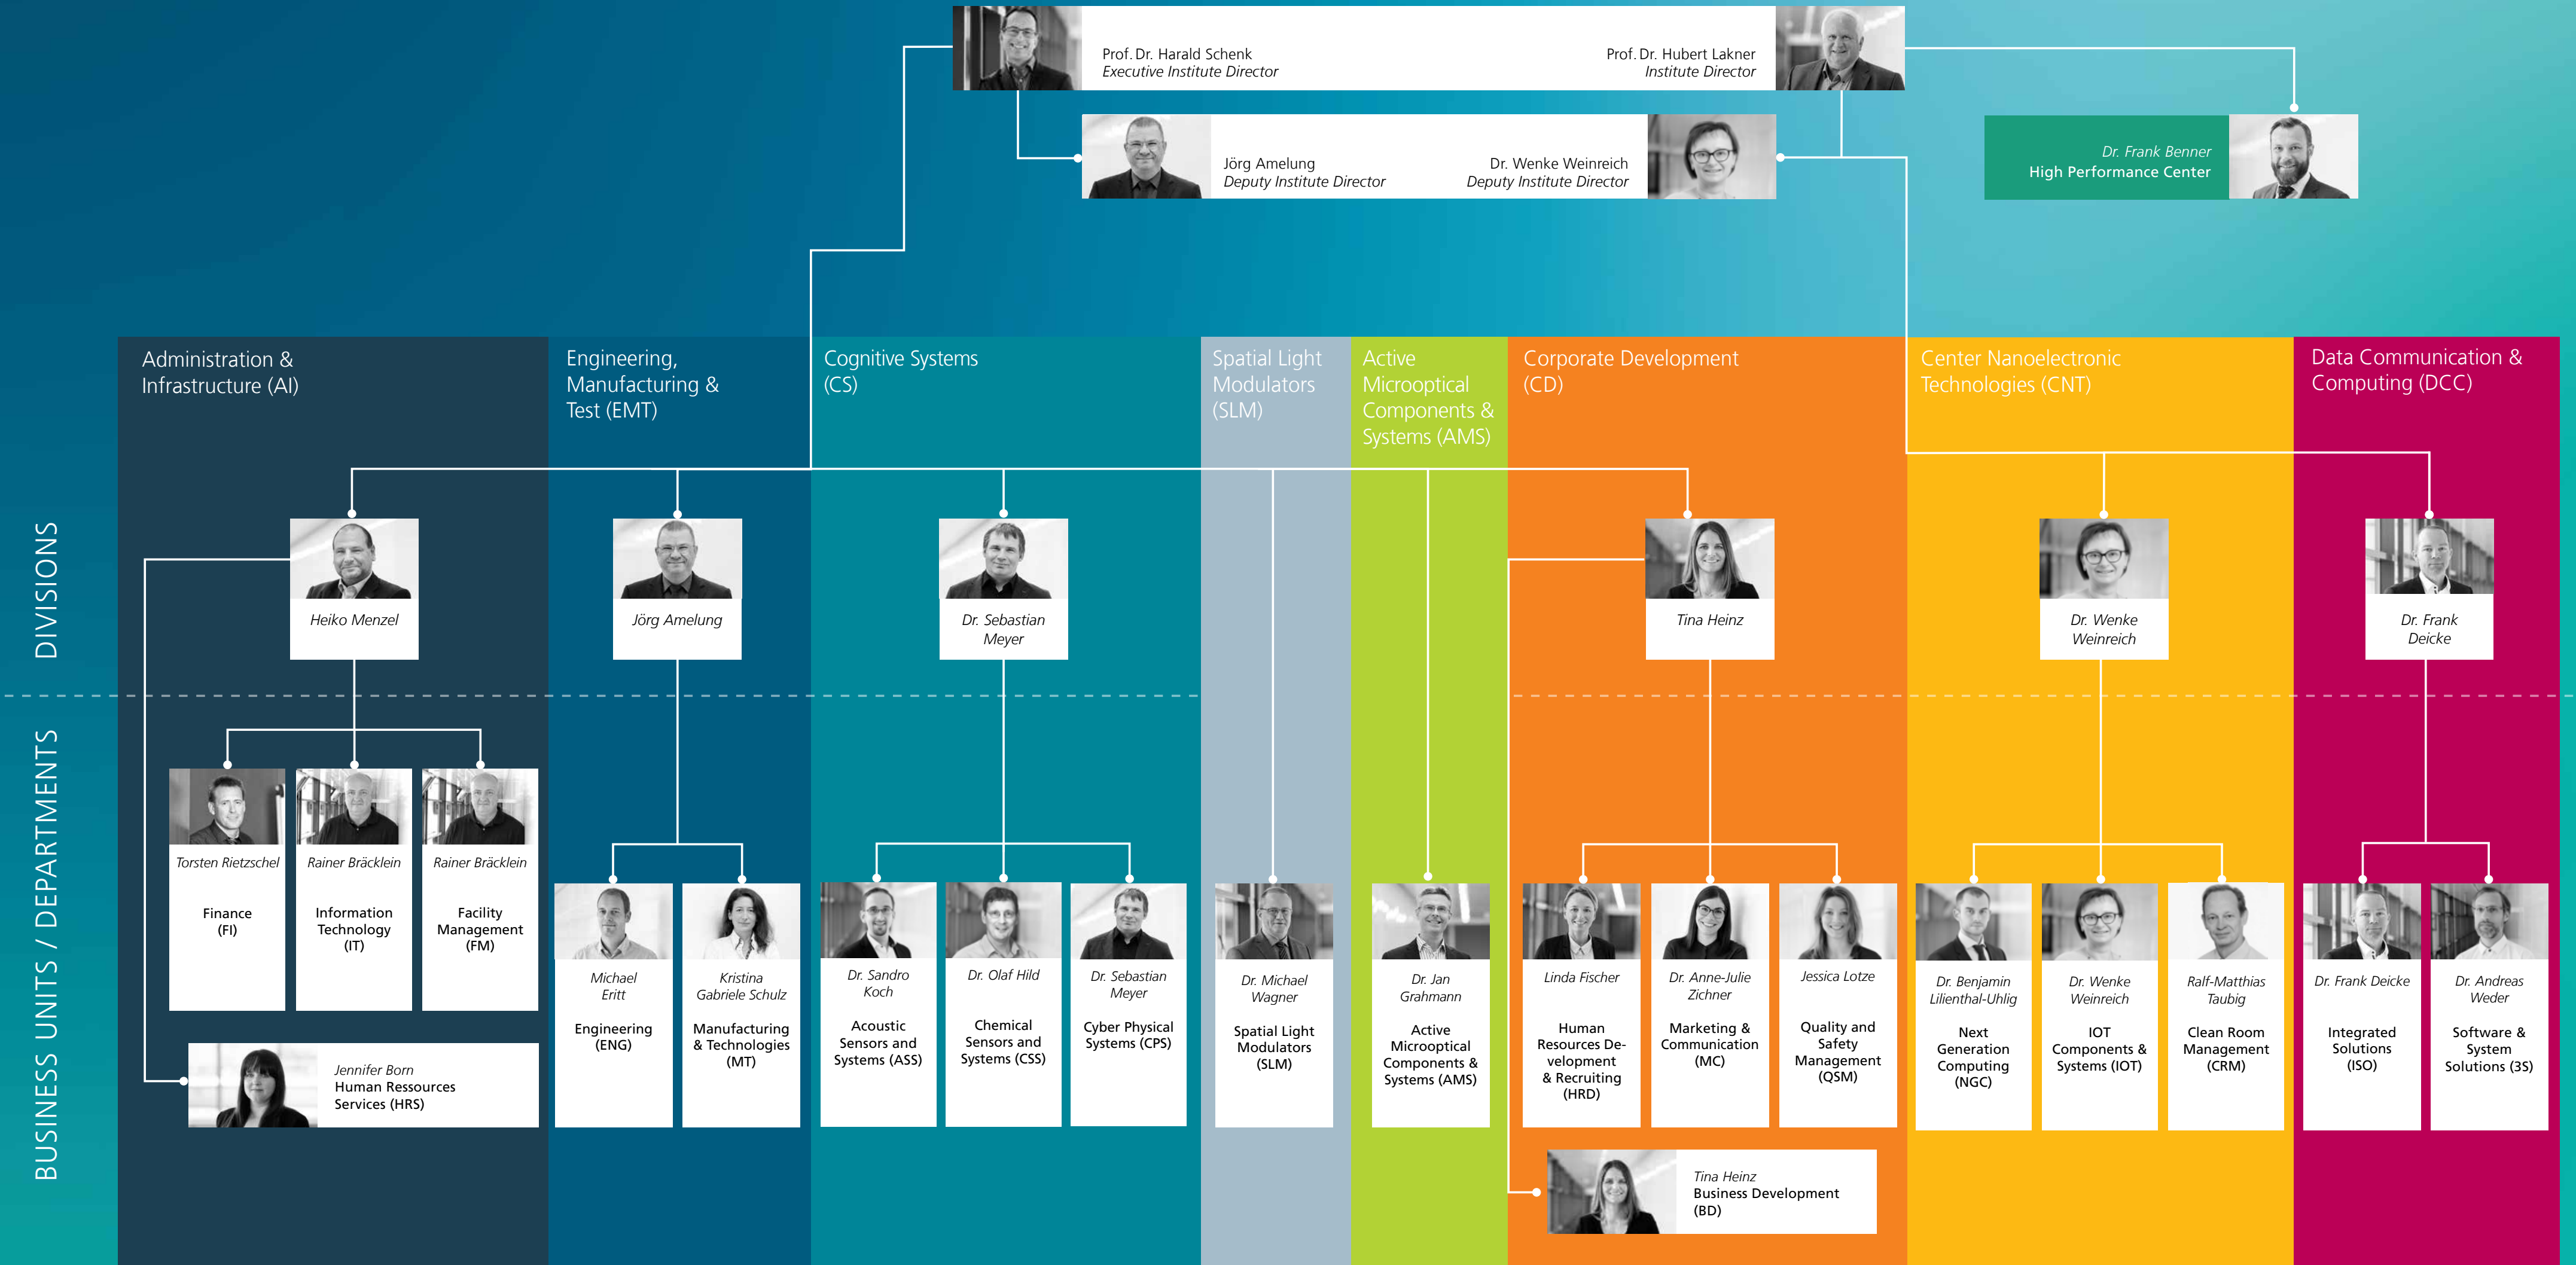 Prof. Dr. Harald Schenk
Executive Institute Director
Prof. Dr. Hubert Lakner
Institute Director
Jörg Amelung
Deputy Institute Director
Dr. Wenke Weinreich
Deputy Institute Director
Dr. Frank Benner
High Performance Center
Administration &
Infrastructure (AI)
Engineering,
Manufacturing &
Test (EMT)
Cognitive Systems
(CS)
Spatial Light
Modulators
(SLM)
Active
Microoptical
Components &
Systems (AMS)
Corporate Development
(CD)
Center Nanoelectronic
Technologies (CNT)
Data Communication &
Computing (DCC)
DIVISIONS
Heiko Menzel
Jörg Amelung
Dr. Sebastian
Meyer
Tina Heinz
Dr. Wenke
Weinreich
Dr. Frank
Deicke
BUSINESS UNITS / DEPARTMENTS
Torsten Rietzschel
Finance
(FI)
Rainer Bräcklein
Information
Technology
(IT)
Rainer Bräcklein
Facility
Management
(FM)
Jennifer Born
Human Ressources
Services (HRS)
Michael
Eritt
Engineering
(ENG)
Kristina
Gabriele Schulz
Manufacturing
& Technologies
(MT)
Dr. Sandro
Koch
Acoustic
Sensors and
Systems (ASS)
Dr. Olaf Hild
Chemical
Sensors and
Systems (CSS)
Dr. Sebastian
Meyer
Cyber Physical
Systems (CPS)
Dr. Michael
Wagner
Spatial Light
Modulators
(SLM)
Dr. Jan
Grahmann
Active
Microoptical
Components &
Systems (AMS)
Linda Fischer
Human
Resources De-
velopment
& Recruiting
(HRD)
Dr. Anne-Julie
Zichner
Marketing &
Communication
(MC)
Jessica Lotze
Quality and
Safety
Management
(QSM)
Tina Heinz
Business Development
(BD)
Dr. Benjamin
Lilienthal-Uhlig
Next
Generation
Computing
(NGC)
Dr. Wenke
Weinreich
IOT
Components &
Systems (IOT)
Ralf-Matthias
Taubig
Clean Room
Management
(CRM)
Dr. Frank Deicke
Integrated
Solutions
(ISO)
Dr. Andreas
Weder
Software &
System
Solutions (3S)